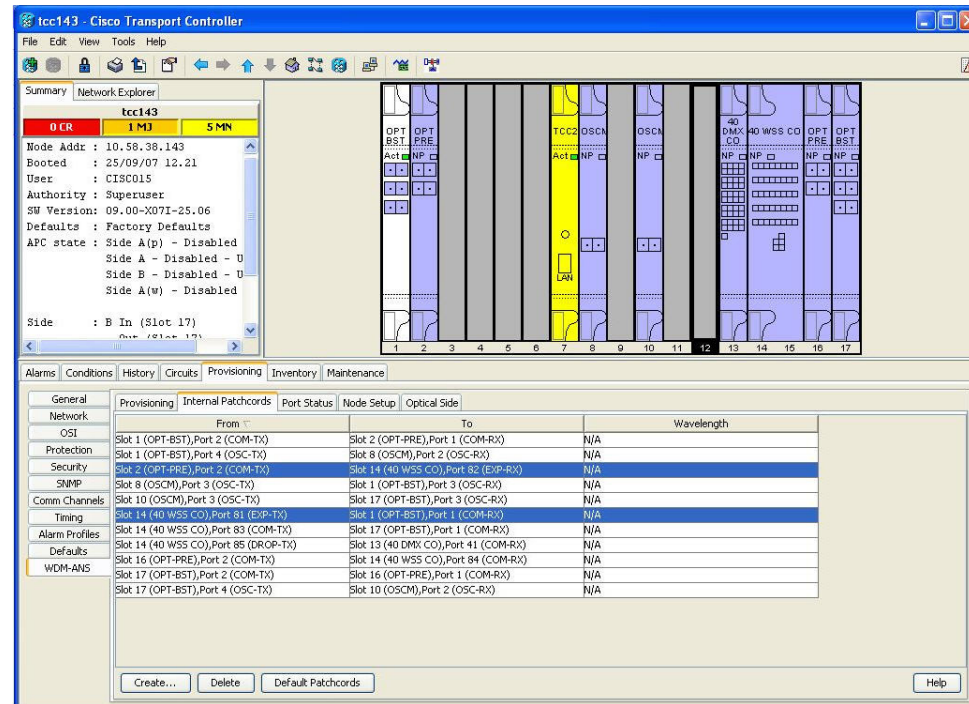 tcc143 - Cisco Transport Controller
File Edit View Tools Help
Summary Network Explorer
tcc143
0 CR 1 MJ 5 MN
Node Addr : 10.58.38.143
Booted : 25/09/07 12.21
User : CISCO15
Authority : Superuser
SW Version: 09.00-X07I-25.06
Defaults : Factory Defaults
APC state : Side A(p) - Disabled
Side A - Disabled - U
Side B - Disabled - U
Side A(w) - Disabled
Side : B In (Slot 17)
Out (Slot 17)
OPT BST
Act
OPT PRE
NP
TCC2
Act
LAN
OSCM
NP
OSCM
NP
40 DMX CO
NP
40 WSS CO
NP
OPT PRE
NP
OPT BST
NP
1 2 3 4 5 6 7 8 9 10 11 12 13 14 15 16 17
Alarms Conditions History Circuits Provisioning Inventory Maintenance
General
Network
OSI
Protection
Security
SNMP
Comm Channels
Timing
Alarm Profiles
Defaults
WDM-ANS
Provisioning Internal Patchcords Port Status Node Setup Optical Side
From To Wavelength
Slot 1 (OPT-BST),Port 2 (COM-TX) Slot 2 (OPT-PRE),Port 1 (COM-RX) N/A
Slot 1 (OPT-BST),Port 4 (OSC-TX) Slot 8 (OSCM),Port 2 (OSC-RX) N/A
Slot 2 (OPT-PRE),Port 2 (COM-TX) Slot 14 (40 WSS CO),Port 82 (EXP-RX) N/A
Slot 8 (OSCM),Port 3 (OSC-TX) Slot 1 (OPT-BST),Port 3 (OSC-RX) N/A
Slot 10 (OSCM),Port 3 (OSC-TX) Slot 17 (OPT-BST),Port 3 (OSC-RX) N/A
Slot 14 (40 WSS CO),Port 81 (EXP-TX) Slot 1 (OPT-BST),Port 1 (COM-RX) N/A
Slot 14 (40 WSS CO),Port 83 (COM-TX) Slot 17 (OPT-BST),Port 1 (COM-RX) N/A
Slot 14 (40 WSS CO),Port 85 (DROP-TX) Slot 13 (40 DMX CO),Port 41 (COM-RX) N/A
Slot 16 (OPT-PRE),Port 2 (COM-TX) Slot 14 (40 WSS CO),Port 84 (COM-RX) N/A
Slot 17 (OPT-BST),Port 2 (COM-TX) Slot 16 (OPT-PRE),Port 1 (COM-RX) N/A
Slot 17 (OPT-BST),Port 4 (OSC-TX) Slot 10 (OSCM),Port 2 (OSC-RX) N/A
Create... Delete Default Patchcords Help